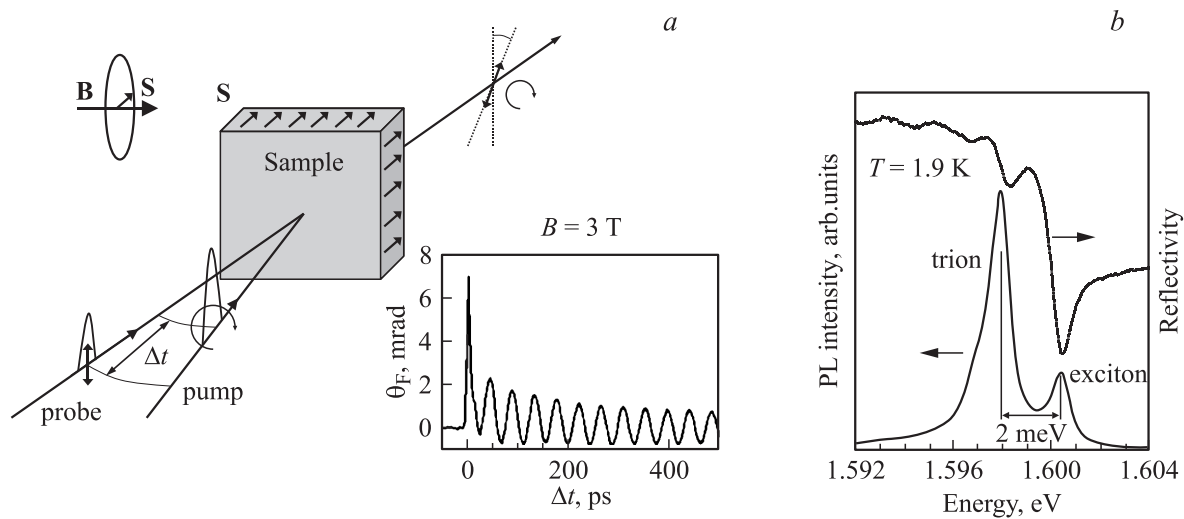 a
b
B
S
S
Sample
Δt
pump
probe
B = 3 T
8
6
4
2
0
θF, mrad
0
200
400
Δt, ps
T = 1.9 K
trion
exciton
2 meV
PL intensity, arb.units
Reflectivity
1.592
1.596
1.600
1.604
Energy, eV